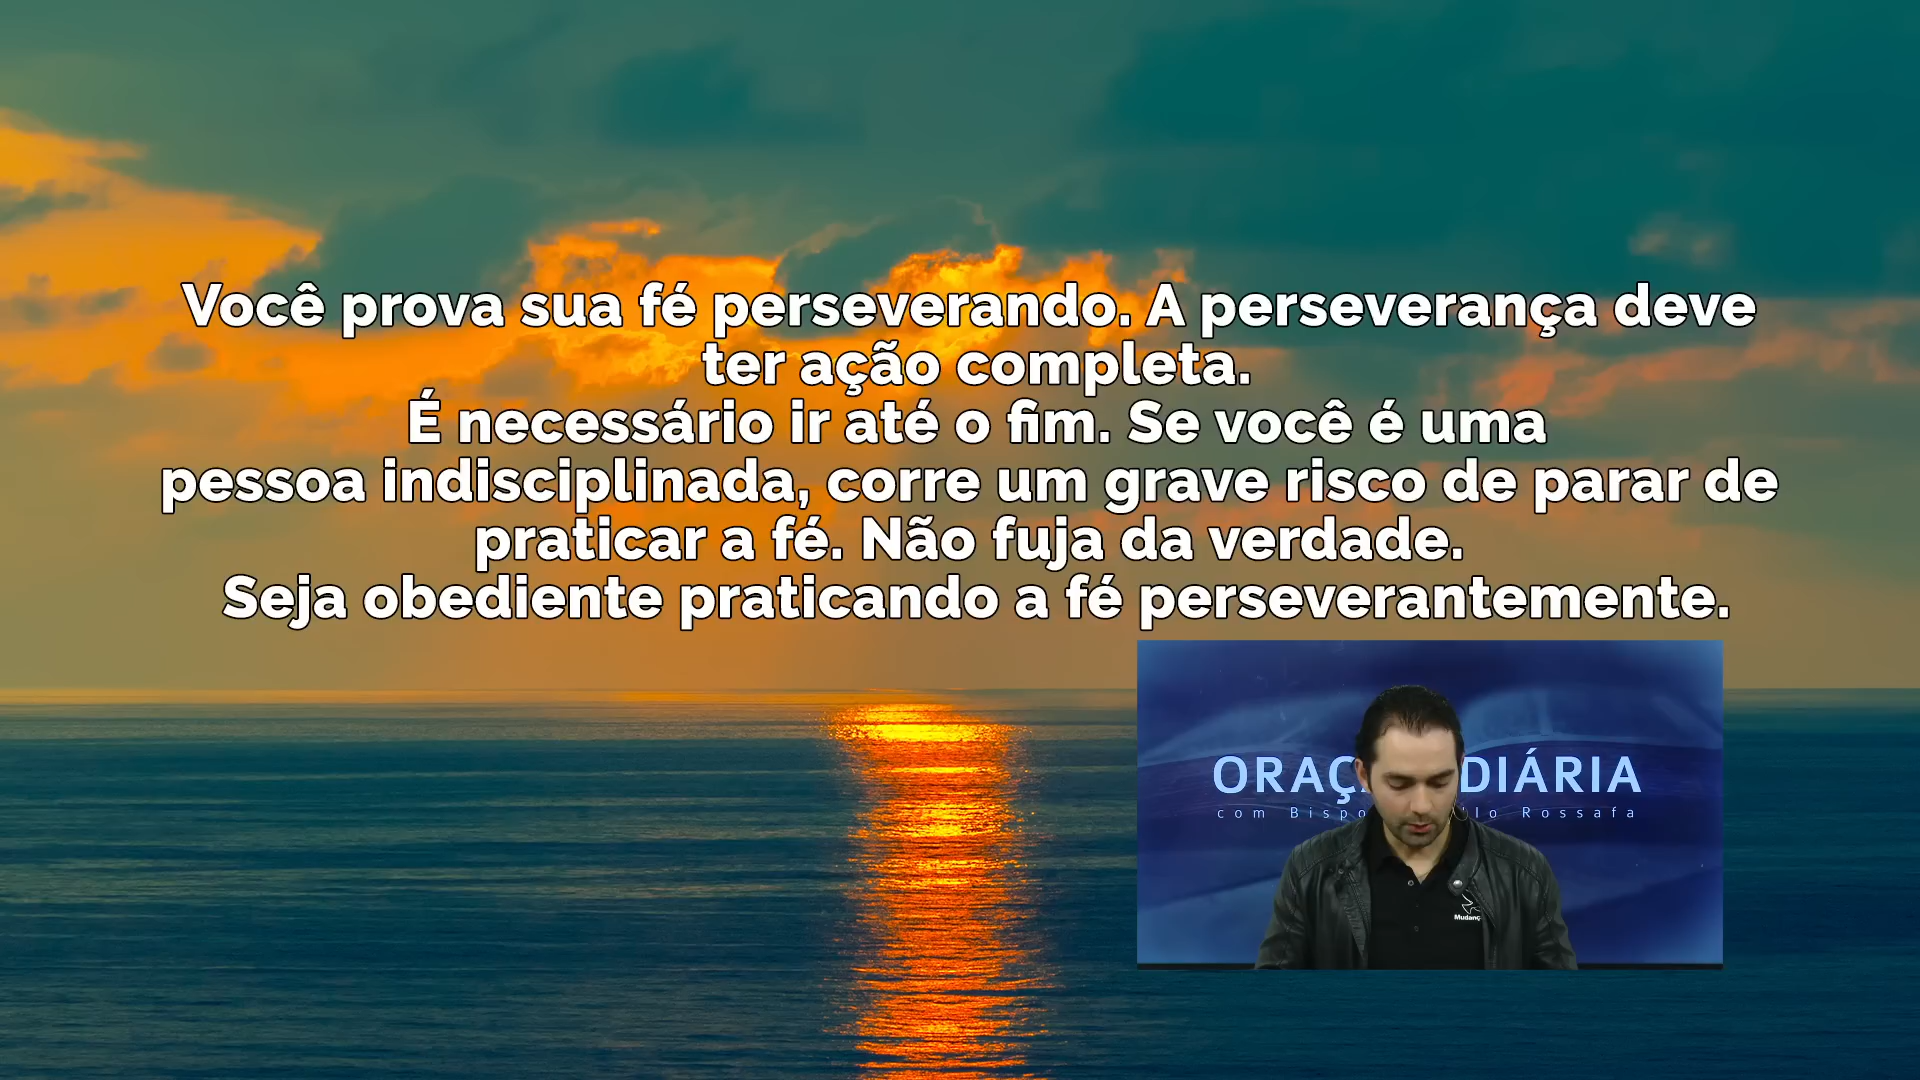 Você prova sua fé perseverando. A perseverança deve
ter ação completa.
É necessário ir até o fim. Se você é uma
pessoa indisciplinada, corre um grave risco de parar de
praticar a fé. Não fuja da verdade.
Seja obediente praticando a fé perseverantemente.
ORAÇ DIÁRIA
com Bispo Rossafa
Mudanç